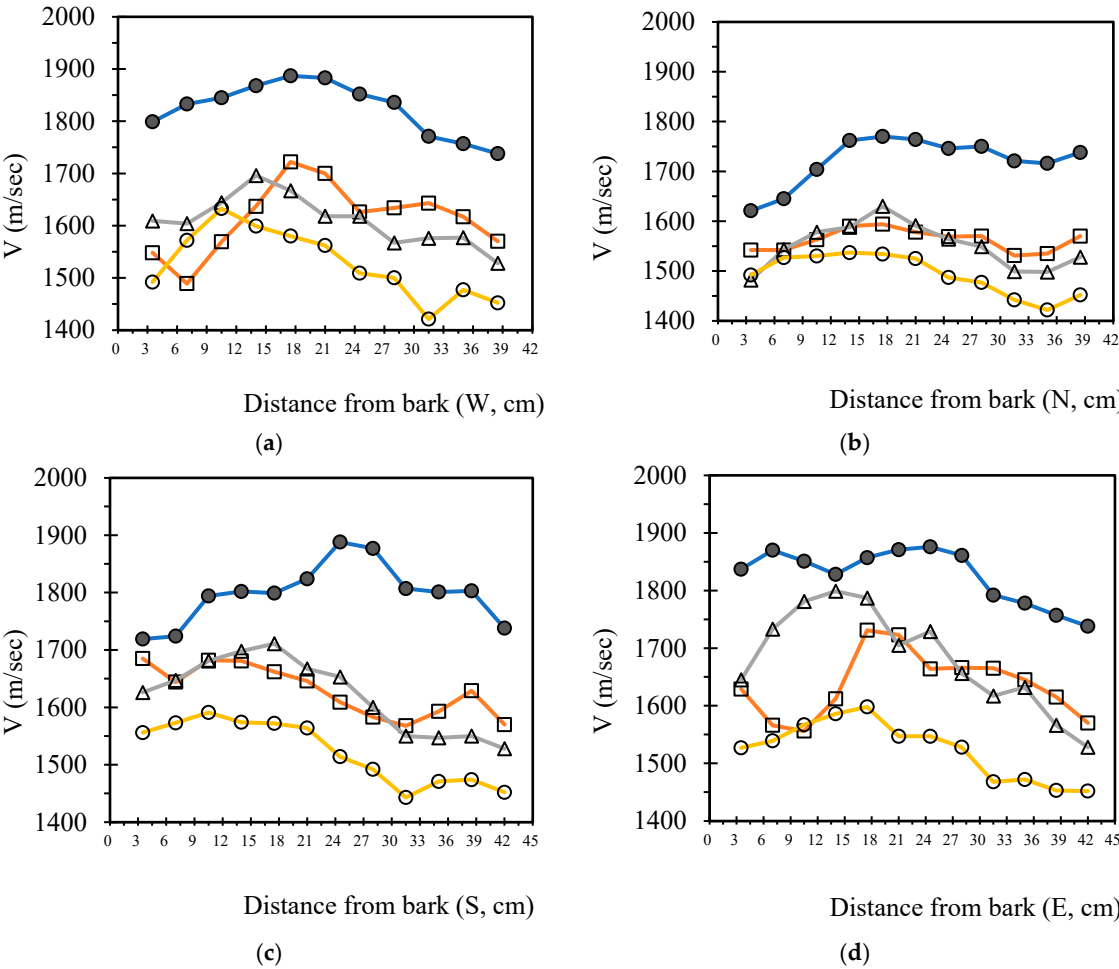 2000
1900
1800
1700
1600
1500
1400
V (m/sec)
0 3 6 9 12 15 18 21 24 27 30 33 36 39 42
Distance from bark (W, cm)
(a)
2000
1900
1800
1700
1600
1500
1400
V (m/sec)
0 3 6 9 12 15 18 21 24 27 30 33 36 39 42
Distance from bark (N, cm)
(b)
2000
1900
1800
1700
1600
1500
1400
V (m/sec)
0 3 6 9 12 15 18 21 24 27 30 33 36 39 42 45
Distance from bark (S, cm)
(c)
2000
1900
1800
1700
1600
1500
1400
V (m/sec)
0 3 6 9 12 15 18 21 24 27 30 33 36 39 42 45
Distance from bark (E, cm)
(d)